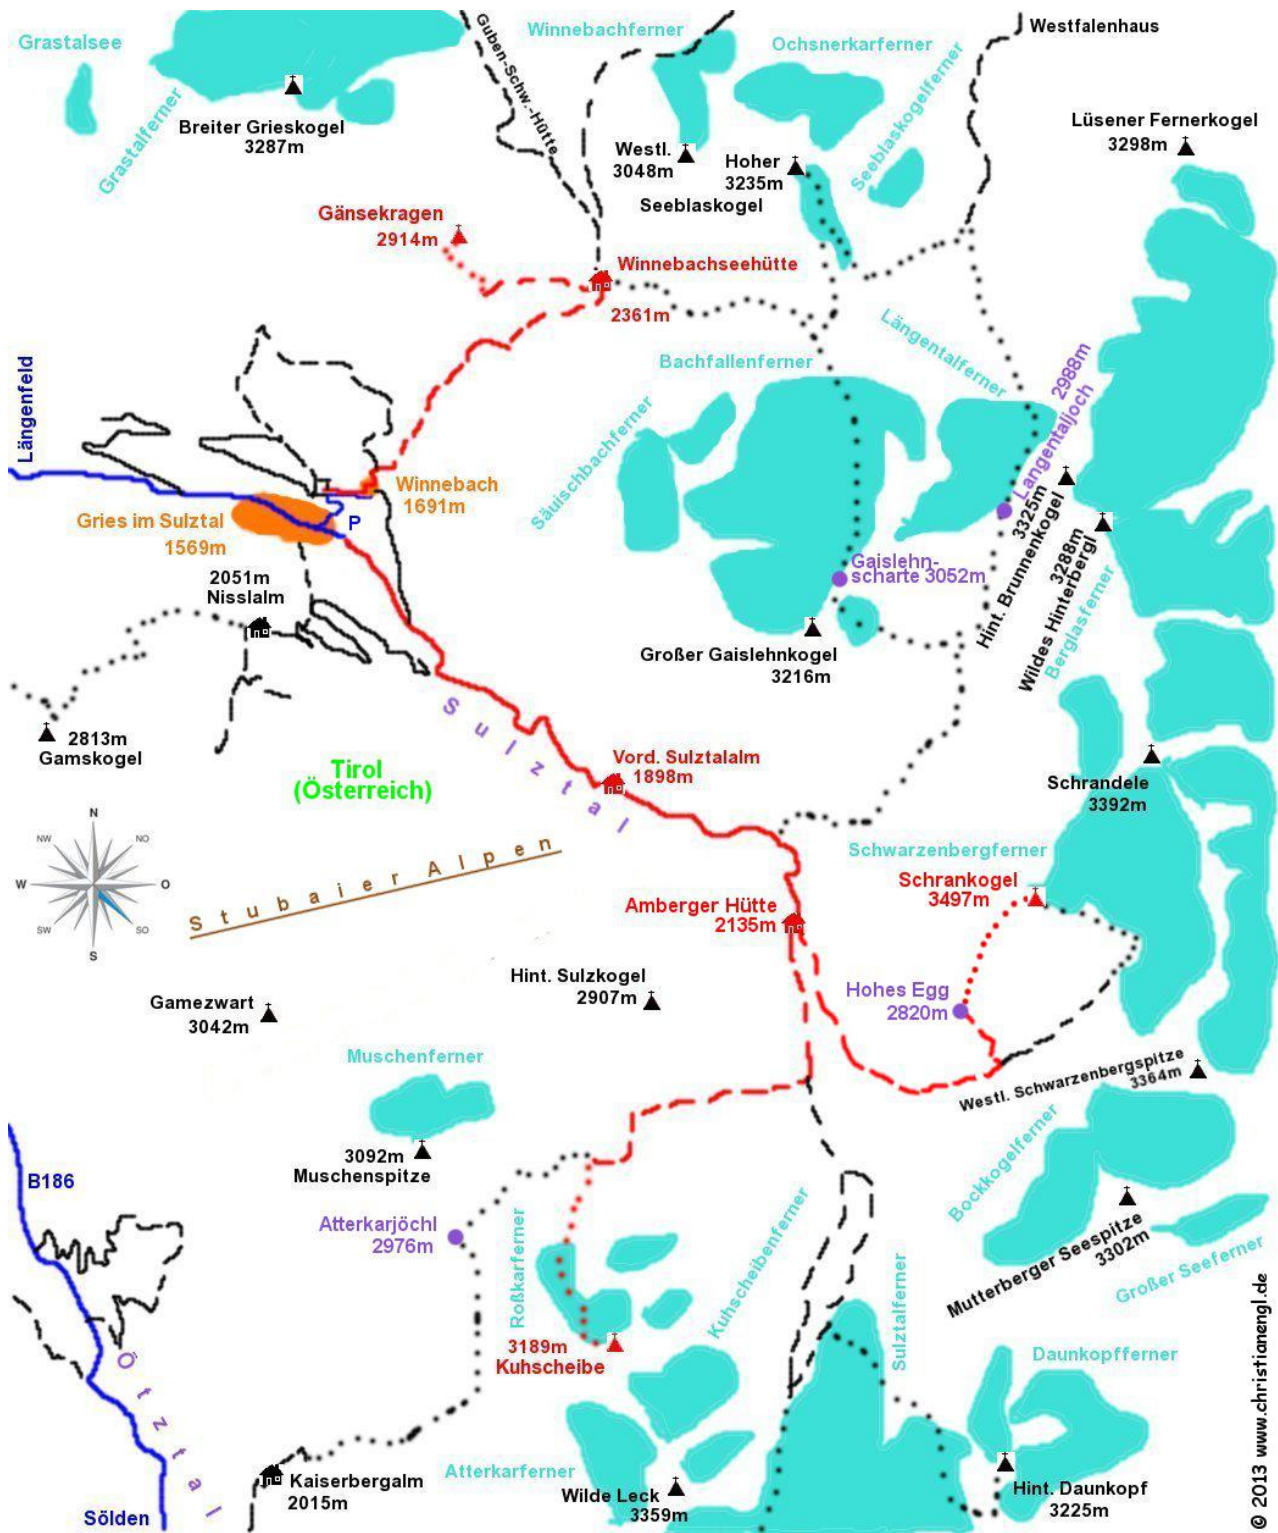 Grastalsee
Winnebachferner
Ochsnerkarferner
Westfalenhaus
Guben-Schw.-Hütte
Seeblaskogelferner
Grastalferner
Breiter Grieskogel
3287m
Westl.
3048m
Hoher
3235m
Seeblaskogel
Lüsener Fernerkogel
3298m
Gänsekragen
2914m
Winnebachseehütte
2361m
Längenfeld
Bachfallenferner
Längentalferner
2988m
Langentaljoch
Säuischbachferner
Winnebach
1691m
Gries im Sulztal
1569m
P
3325m
Hint. Brunnenkogel
3288m
Wildes Hinterbergl
Berglasferner
Gaislehn-
scharte 3052m
2051m
Nisslalm
Großer Gaislehnkogel
3216m
2813m
Gamskogel
Sulztal
Tirol
(Österreich)
Vord. Sulztalalm
1898m
Schrandele
3392m
N
NW
NO
W
O
SW
SO
S
Stubaier Alpen
Schwarzenbergferner
Schrankogel
3497m
Amberger Hütte
2135m
Hint. Sulzkogel
2907m
Hohes Egg
2820m
Gamezwart
3042m
Muschenferner
Westl. Schwarzenbergspitze
3364m
3092m
Muschenspitze
B186
Atterkarjöchl
2976m
Roßkarferner
Kuhscheibenferner
Sulztalferner
Bockkogelferner
Mutterberger Seespitze
3302m
Großer Seeferner
3189m
Kuhscheibe
Daunkopfferner
Ötztal
Kaiserbergalm
2015m
Atterkarferner
Wilde Leck
3359m
Hint. Daunkopf
3225m
Sölden
© 2013 www.christianengl.de